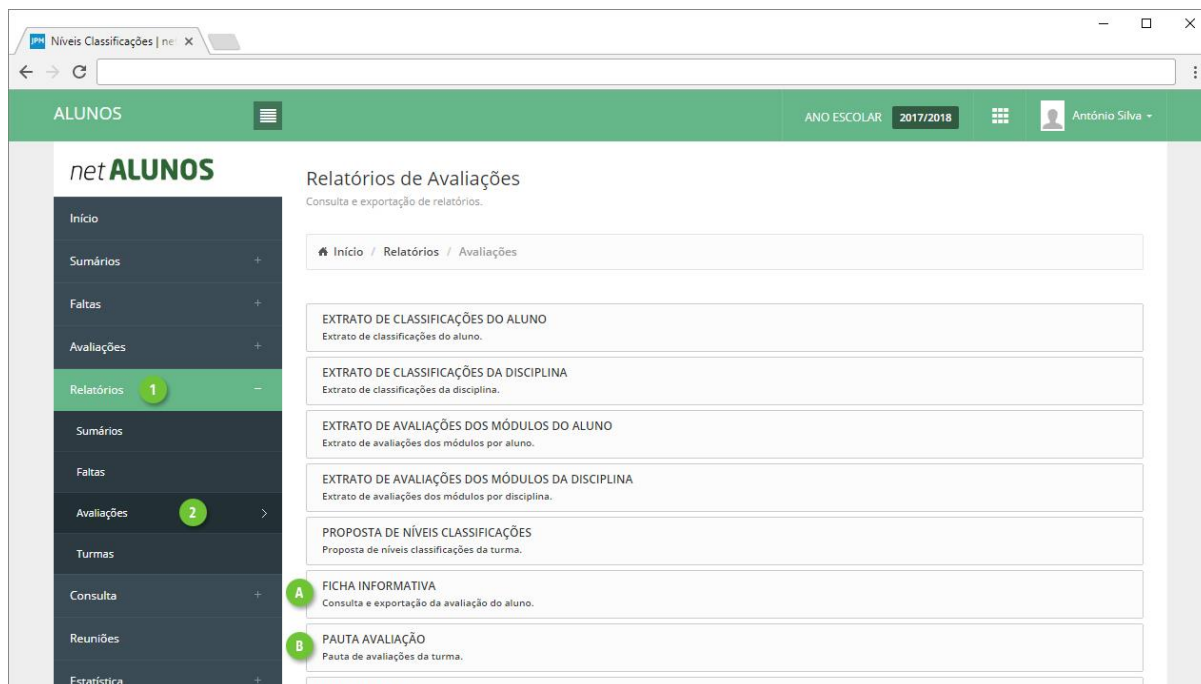 JPM Níveis Classificações | ne
ALUNOS
ANO ESCOLAR 2017/2018
António Silva
net ALUNOS
Início
Sumários
Faltas
Avaliações
Relatórios 1
Sumários
Faltas
Avaliações 2
Turmas
Consulta
Reuniões
Estatística
Relatórios de Avaliações
Consulta e exportação de relatórios.
Início / Relatórios / Avaliações
EXTRATO DE CLASSIFICAÇÕES DO ALUNO
Extrato de classificações do aluno.
EXTRATO DE CLASSIFICAÇÕES DA DISCIPLINA
Extrato de classificações da disciplina.
EXTRATO DE AVALIAÇÕES DOS MÓDULOS DO ALUNO
Extrato de avaliações dos módulos por aluno.
EXTRATO DE AVALIAÇÕES DOS MÓDULOS DA DISCIPLINA
Extrato de avaliações dos módulos por disciplina.
PROPOSTA DE NÍVEIS CLASSIFICAÇÕES
Proposta de níveis classificações da turma.
A FICHA INFORMATIVA
Consulta e exportação da avaliação do aluno.
B PAUTA AVALIAÇÃO
Pauta de avaliações da turma.